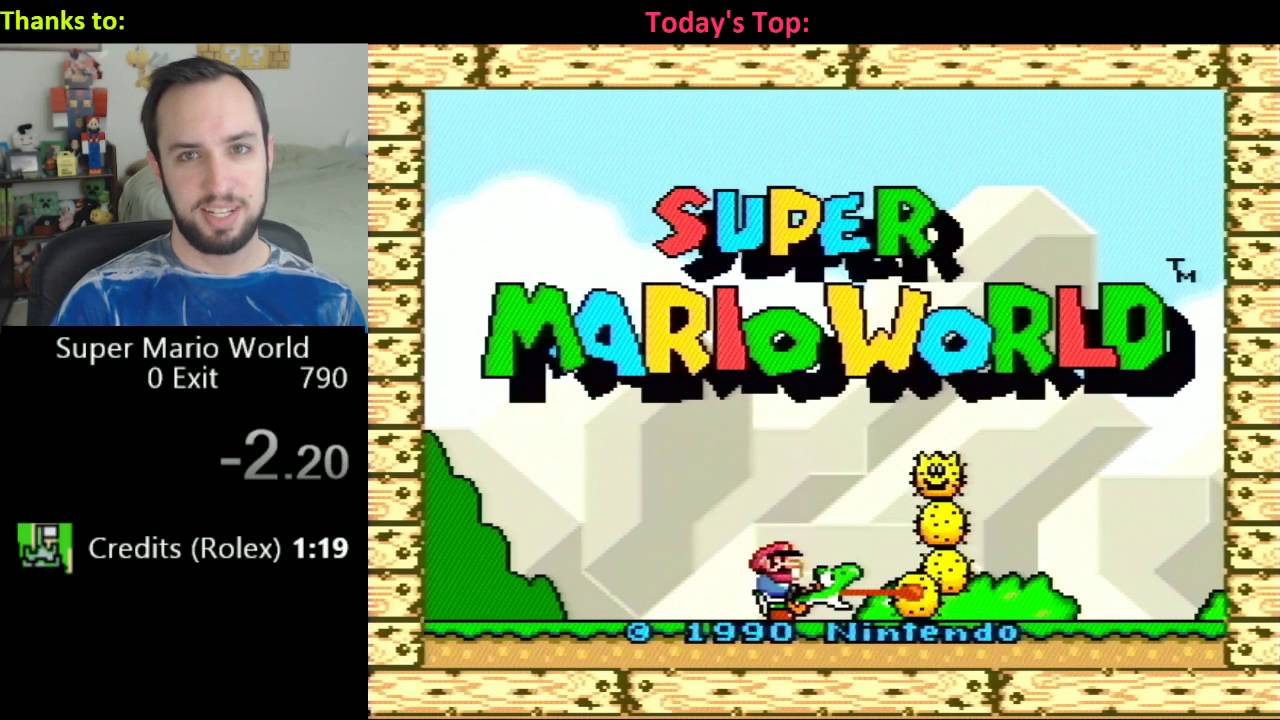 Thanks to:
Today's Top:
SUPER
MARIO WORLD TM
© 1990 Nintendo
Super Mario World
0 Exit 790
-2.20
Credits (Rolex) 1:19